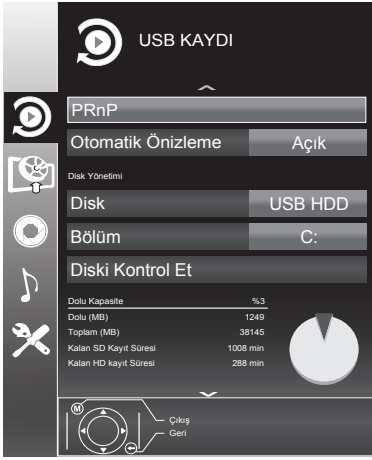 USB KAYDI
PRnP
Otomatik Önizleme Açık
Disk Yönetimi
Disk USB HDD
Bölüm C:
Diski Kontrol Et
Dolu Kapasite %3
Dolu (MB) 1249
Toplam (MB) 38145
Kalan SD Kayıt Süresi 1008 min
Kalan HD kayıt Süresi 288 min
M
Çıkış
Geri